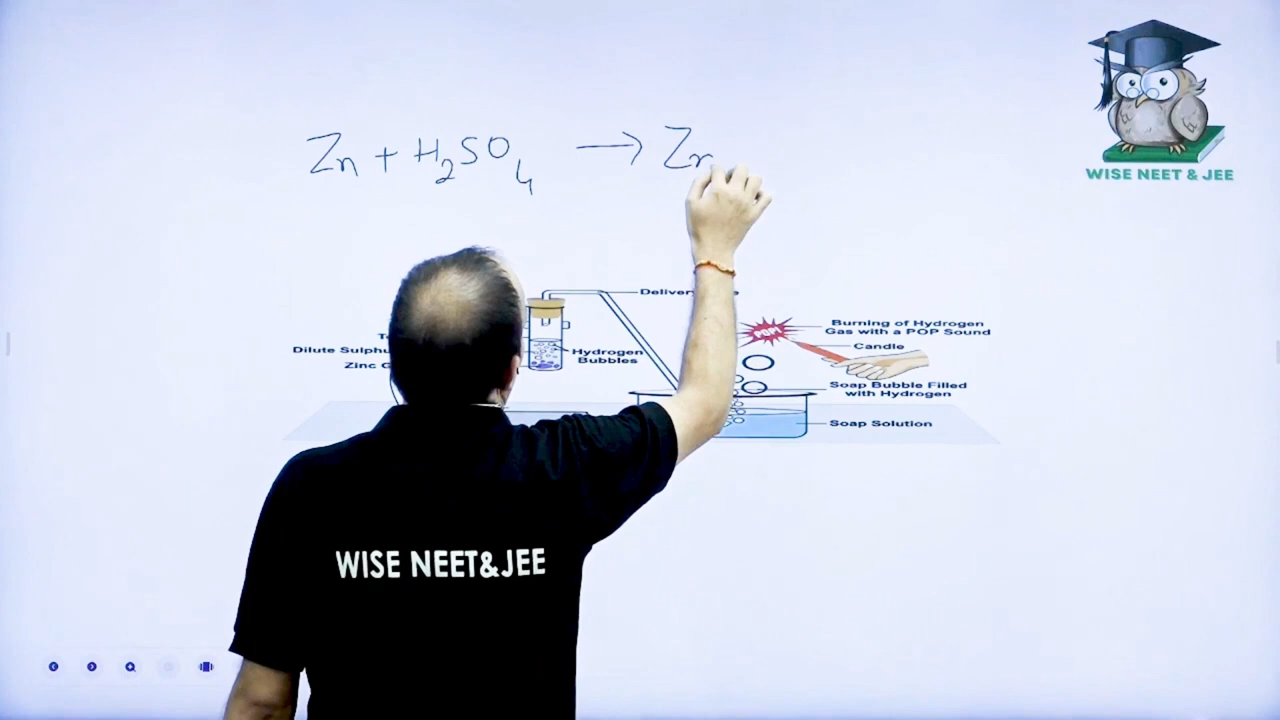 WISE NEET & JEE
Zn + H₂SO₄ → Zn
POP!
Burning of Hydrogen
Gas with a POP Sound
Candle
Dilute
Hydrogen
Bubbles
Soap Bubble Filled
with Hydrogen
Soap Solution
WISE NEET&JEE